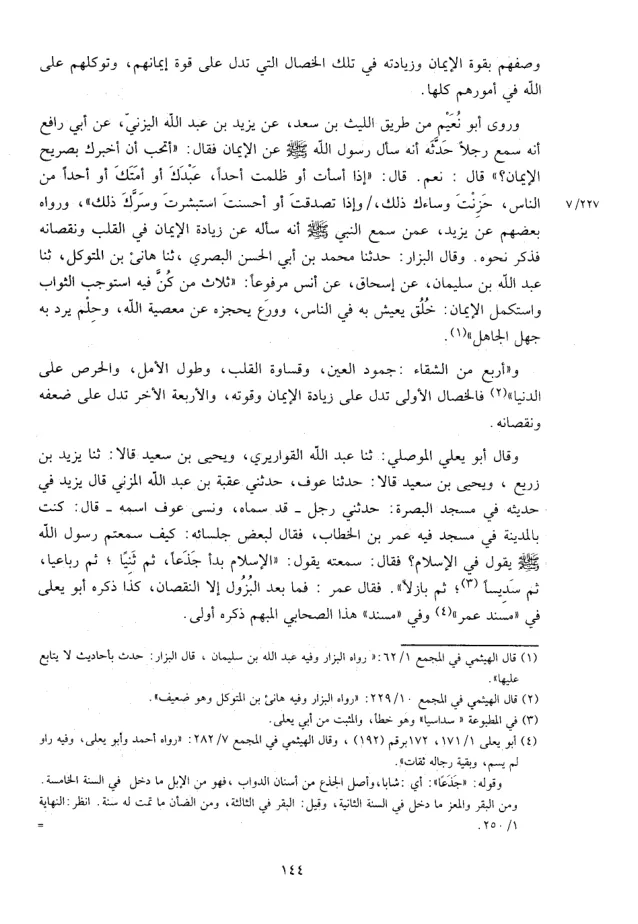 وصفهم بقوة الإيمان وزيادته في تلك الخصال التي تدل على قوة إيمانهم، وتوكلهم على
الله في أمورهم كلها.
وروى أبو نُعَيْم من طريق الليث بن سعد، عن يزيد بن عبد الله اليزنيّ، عن أبي رافع
أنه سمع رجلاً حَدَّثه أنه سأل رسول الله ﷺ عن الإيمان فقال: «أتحب أن أخبرك بصريح
الإيمان؟» قال : نعم. قال: «إذا أسأت أو ظلمت أحداً، عَبْدَكَ أو أمَتَكَ أو أحداً من
الناس، حَزِنْتَ وساءك ذلك،/وإذا تصدقتَ أو أحسنتَ استبشرتَ وسرَّكَ ذلك»، ورواه
٧/٢٢٧
بعضهم عن يزيد، عمن سمع النبي ﷺ أنه سأله عن زيادة الإيمان في القلب ونقصانه
فذكر نحوه. وقال البزار: حدثنا محمد بن أبي الحسن البصري ،ثنا هانئ بن المتوكل، ثنا
عبد الله بن سليمان، عن إسحاق، عن أنس مرفوعاً: «ثلاث من كُنَّ فيه استوجب الثواب
واستكمل الإيمان: خُلُق يعيش به في الناس، وورَع يحجزه عن معصية الله، وحِلْم يرد به
جهل الجاهل»(١).
و«أربع من الشقاء :جمود العين، وقساوة القلب، وطول الأمل، والحرص على
الدنيا»(٢) فالخصال الأولى تدل على زيادة الإيمان وقوته، والأربعة الأخر تدل على ضعفه
ونقصانه.
وقال أبو يعلى الموصلي: ثنا عبد الله القواريري، ويحيى بن سعيد قالا: ثنا يزيد بن
زريع ، ويحيى بن سعيد قالا: حدثنا عوف، حدثني عقبة بن عبد الله المزني قال يزيد في
حديثه في مسجد البصرة: حدثني رجل ـ قد سماه، ونسى عوف اسمه ـ قال: كنت
بالمدينة في مسجد فيه عمر بن الخطاب، فقال لبعض جلسائه: كيف سمعتم رسول الله
ﷺ يقول في الإسلام؟ فقال: سمعته يقول: «الإسلام بدأ جَذَعاً، ثم ثَنِيًّا ؛ ثم رباعيا،
ثم سَدِيساً (٣)؛ ثم بازلاً». فقال عمر : فما بعد البُزُول إلا النقصان، كذا ذكره أبو يعلى
في «مسند عمر»(٤) وفي «مسند» هذا الصحابي المبهم ذكره أولى.
(١) قال الهيثمي في المجمع ٦٢/١:« رواه البزار وفيه عبد الله بن سليمان ، قال البزار: حدث بأحاديث لا يتابع
عليها».
(٢) قال الهيثمي في المجمع ٢٢٩/١٠: «رواه البزار وفيه هانئ بن المتوكل وهو ضعيف».
(٣) في المطبوعة « سداسيا» وهو خطأ، والمثبت من أبي يعلى.
(٤) أبو يعلى ١٧١/١، ١٧٢برقم (١٩٢) ، وقال الهيثمي في المجمع ٢٨٢/٧: «رواه أحمد وأبو يعلى، وفيه راو
لم يسم، وبقية رجاله ثقات».
وقوله: «جَذَعًا»: أي :شابا،وأصل الجذع من أسنان الدواب ،فهو من الإبل ما دخل في السنة الخامسة.
ومن البقر والمعز ما دخل في السنة الثانية، وقيل: البقر في الثالثة، ومن الضأن ما تمت له سنة. انظر:النهاية
٢٥٠/١.
=
١٤٤